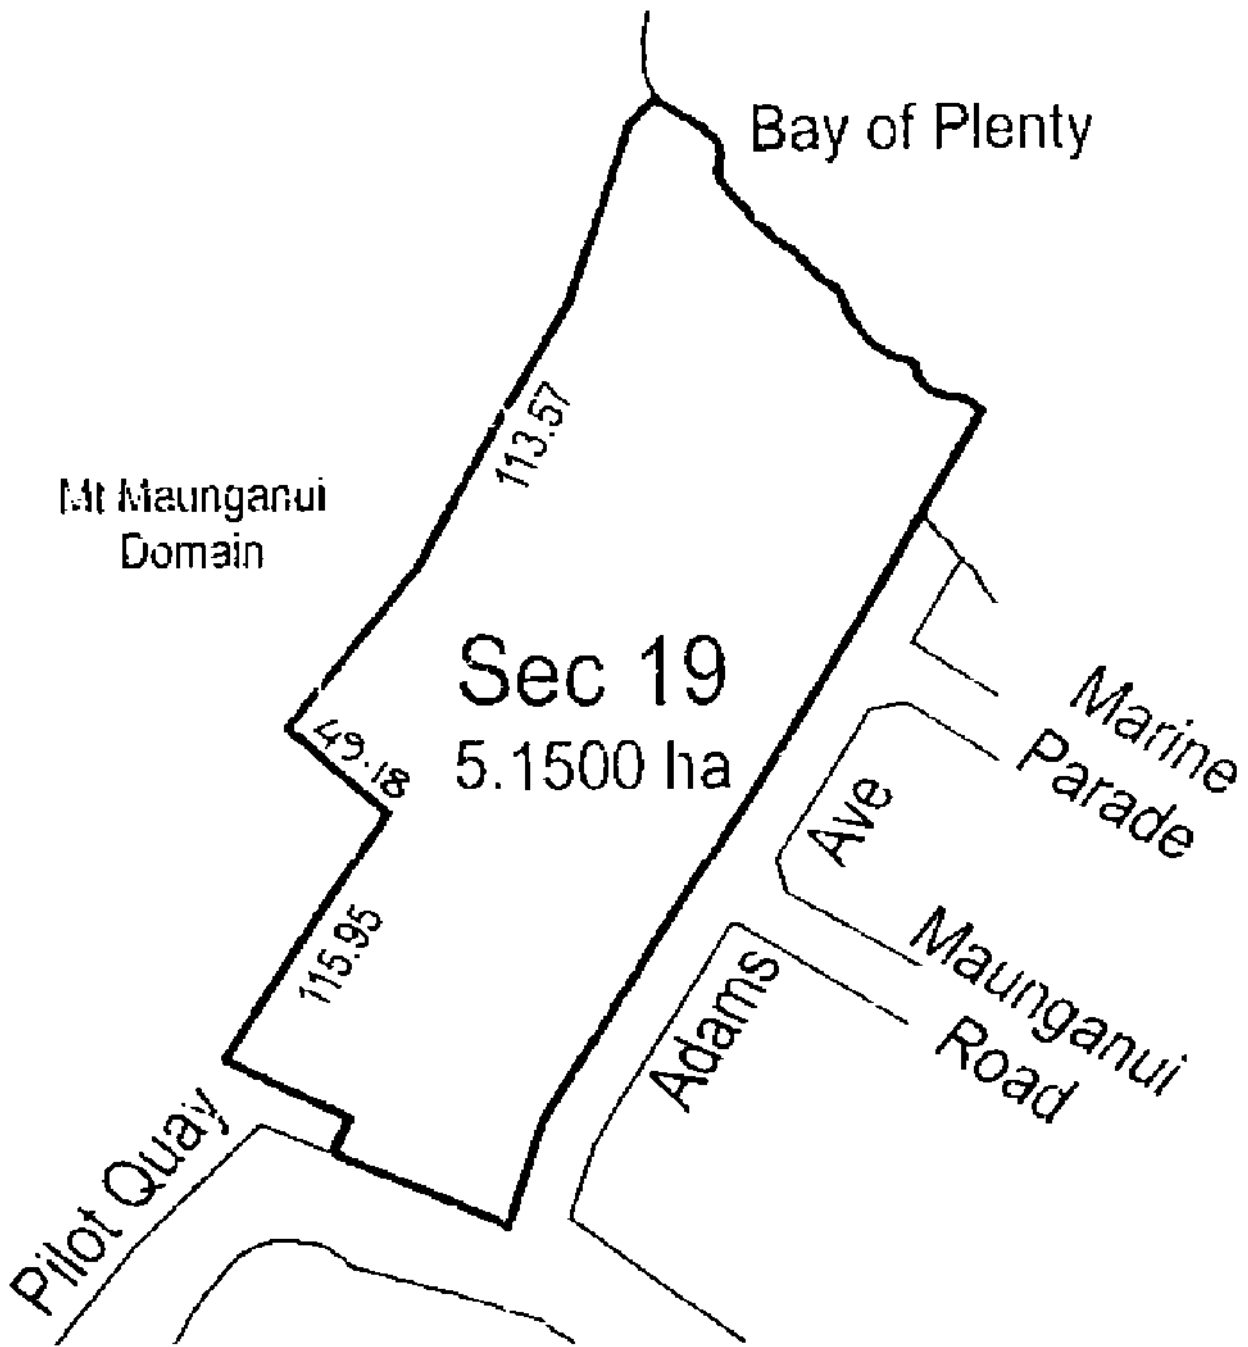 Bay of Plenty
113.57
Mt Maunganui
Domain
Sec 19
5.1500 ha
49.18
115.95
Marine
Parade
Adams Ave
Maunganui
Road
Pilot Quay